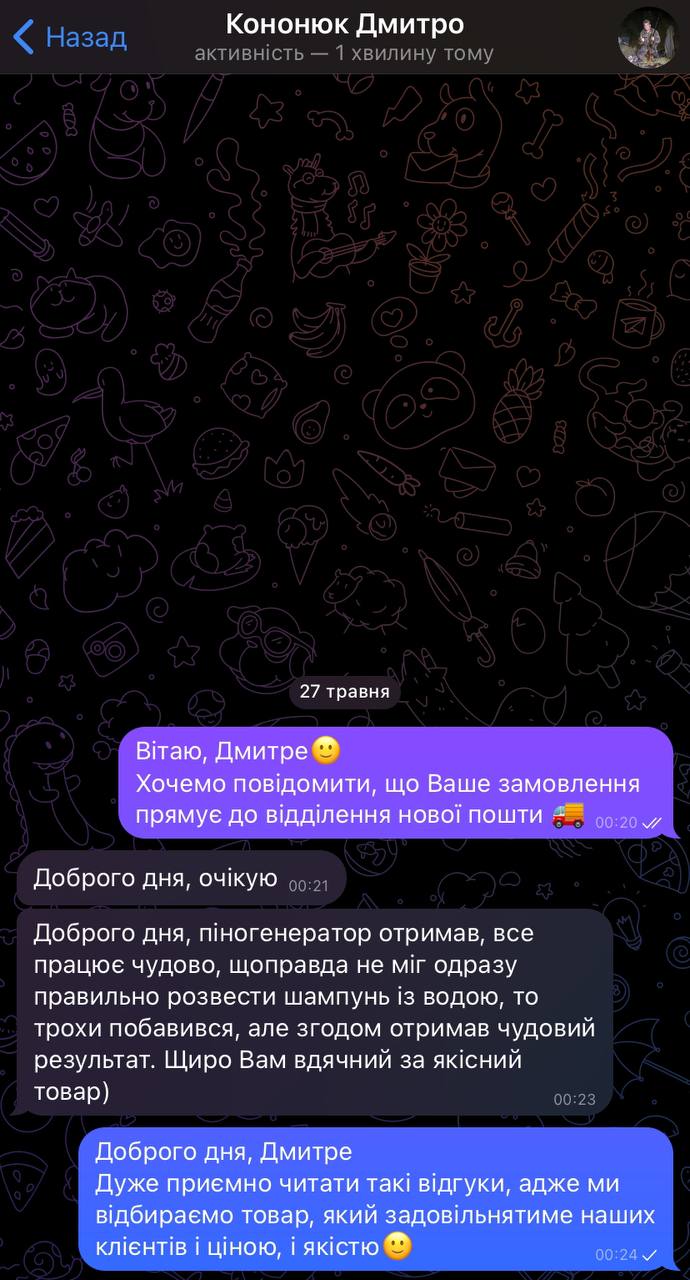 Назад
Кононюк Дмитро
активність — 1 хвилину тому
27 травня
Вітаю, Дмитре🙂
Хочемо повідомити, що Ваше замовлення
прямує до відділення нової пошти 🚚 00:20
Доброго дня, очікую 00:21
Доброго дня, піногенератор отримав, все
працює чудово, щоправда не міг одразу
правильно розвести шампунь із водою, то
трохи побавився, але згодом отримав чудовий
результат. Щиро Вам вдячний за якісний
товар) 00:23
Доброго дня, Дмитре
Дуже приємно читати такі відгуки, адже ми
відбираємо товар, який задовільнятиме наших
клієнтів і ціною, і якістю🙂 00:24